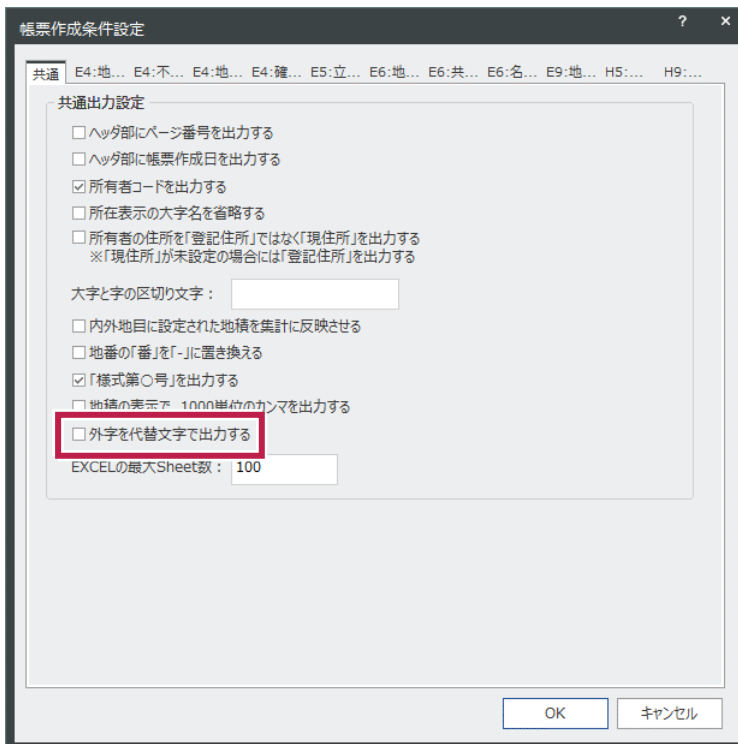 帳票作成条件設定
? ×
共通 E4:地... E4:不... E4:地... E4:確... E5:立... E6:地... E6:共... E6:名... E9:地... H5:... H9:...
共通出力設定
ヘッダ部にページ番号を出力する
ヘッダ部に帳票作成日を出力する
所有者コードを出力する
所在表示の大字名を省略する
所有者の住所を「登記住所」ではなく「現住所」を出力する
※「現住所」が未設定の場合には「登記住所」を出力する
大字と字の区切り文字：
内外地目に設定された地積を集計に反映させる
地番の「番」を「-」に置き換える
「様式第○号」を出力する
地積の表示で、1000単位のカンマを出力する
外字を代替文字で出力する
EXCELの最大Sheet数： 100
OK キャンセル